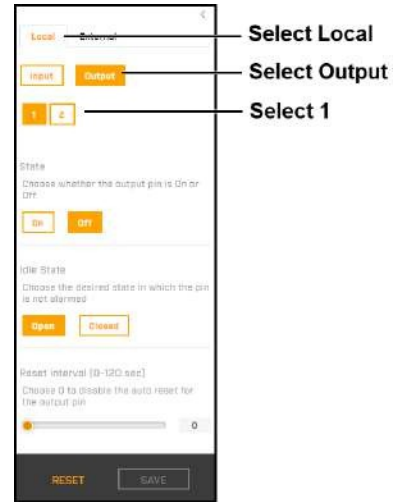 <
Local External
Select Local
Input Output
Select Output
1 2
Select 1
State
Choose whether the output pin is On or
Off
On Off
Idle State
Choose the desired state in which the pin
is not alarmed
Open Closed
Reset interval (0-120 sec)
Choose 0 to disable the auto reset for
the output pin
0
RESET SAVE